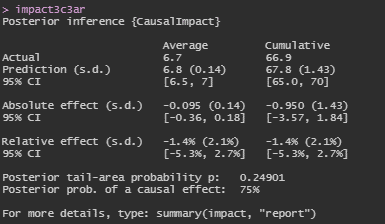 > impact3c3ar
Posterior inference {CausalImpact}
Average Cumulative
Actual 6.7 66.9
Prediction (s.d.) 6.8 (0.14) 67.8 (1.43)
95% CI [6.5, 7] [65.0, 70]
Absolute effect (s.d.) -0.095 (0.14) -0.950 (1.43)
95% CI [-0.36, 0.18] [-3.57, 1.84]
Relative effect (s.d.) -1.4% (2.1%) -1.4% (2.1%)
95% CI [-5.3%, 2.7%] [-5.3%, 2.7%]
Posterior tail-area probability p: 0.24901
Posterior prob. of a causal effect: 75%
For more details, type: summary(impact, "report")